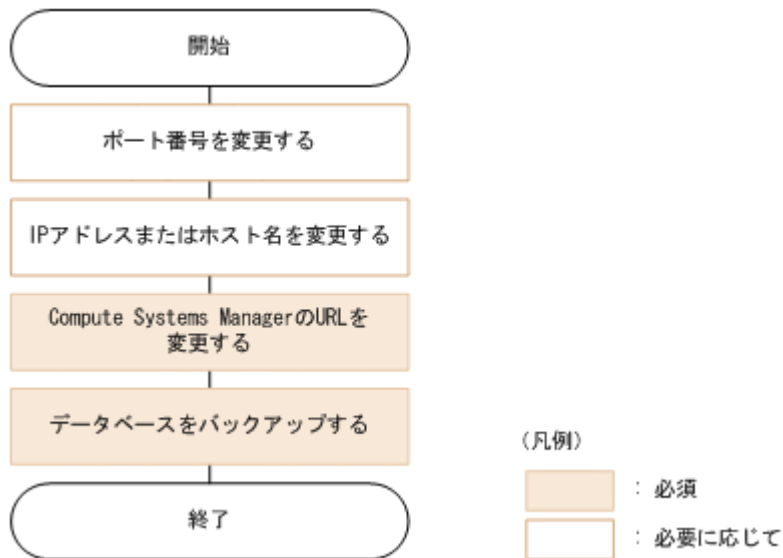 開始
ポート番号を変更する
IPアドレスまたはホスト名を変更する
Compute Systems ManagerのURLを
変更する
データベースをバックアップする
終了
(凡例)
: 必須
: 必要に応じて